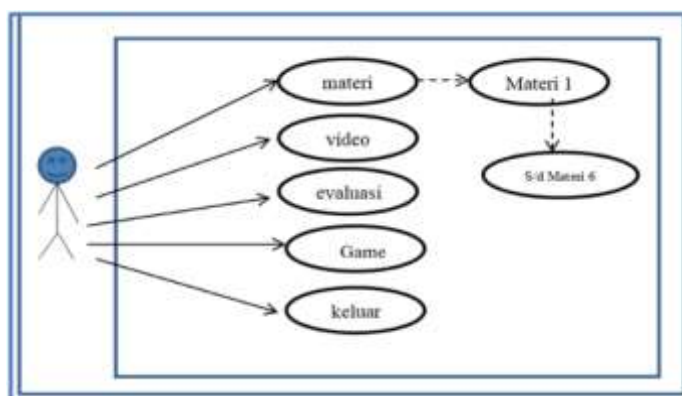 materi
Materi 1
video
S/d Materi 6
evaluasi
Game
keluar